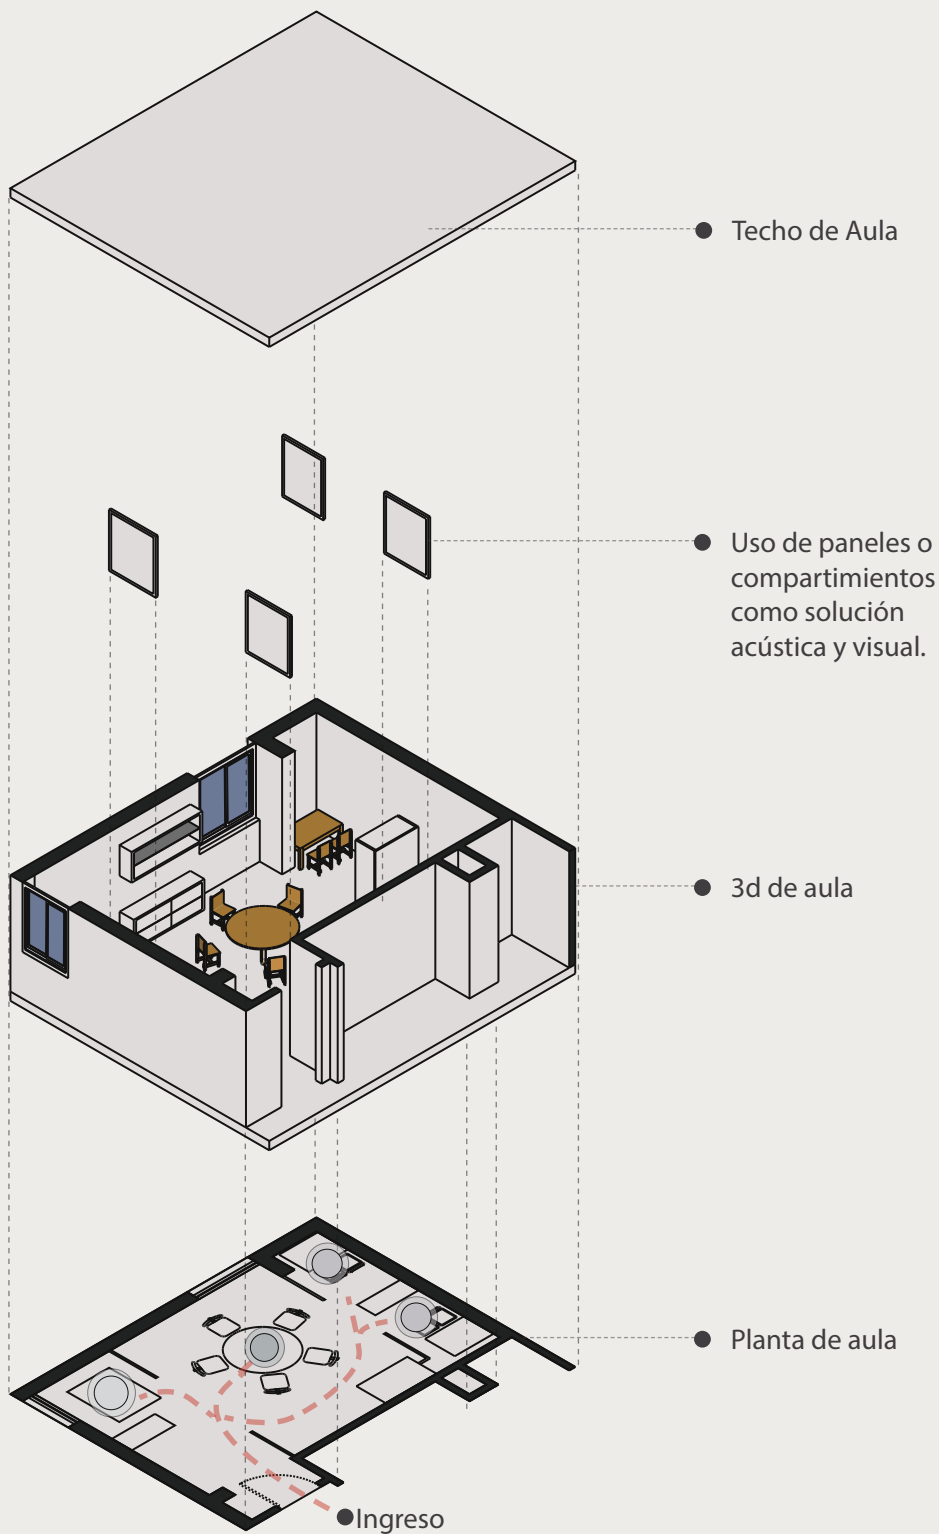 Techo de Aula
Uso de paneles o
compartimientos
como solución
acústica y visual.
3d de aula
Planta de aula
Ingreso